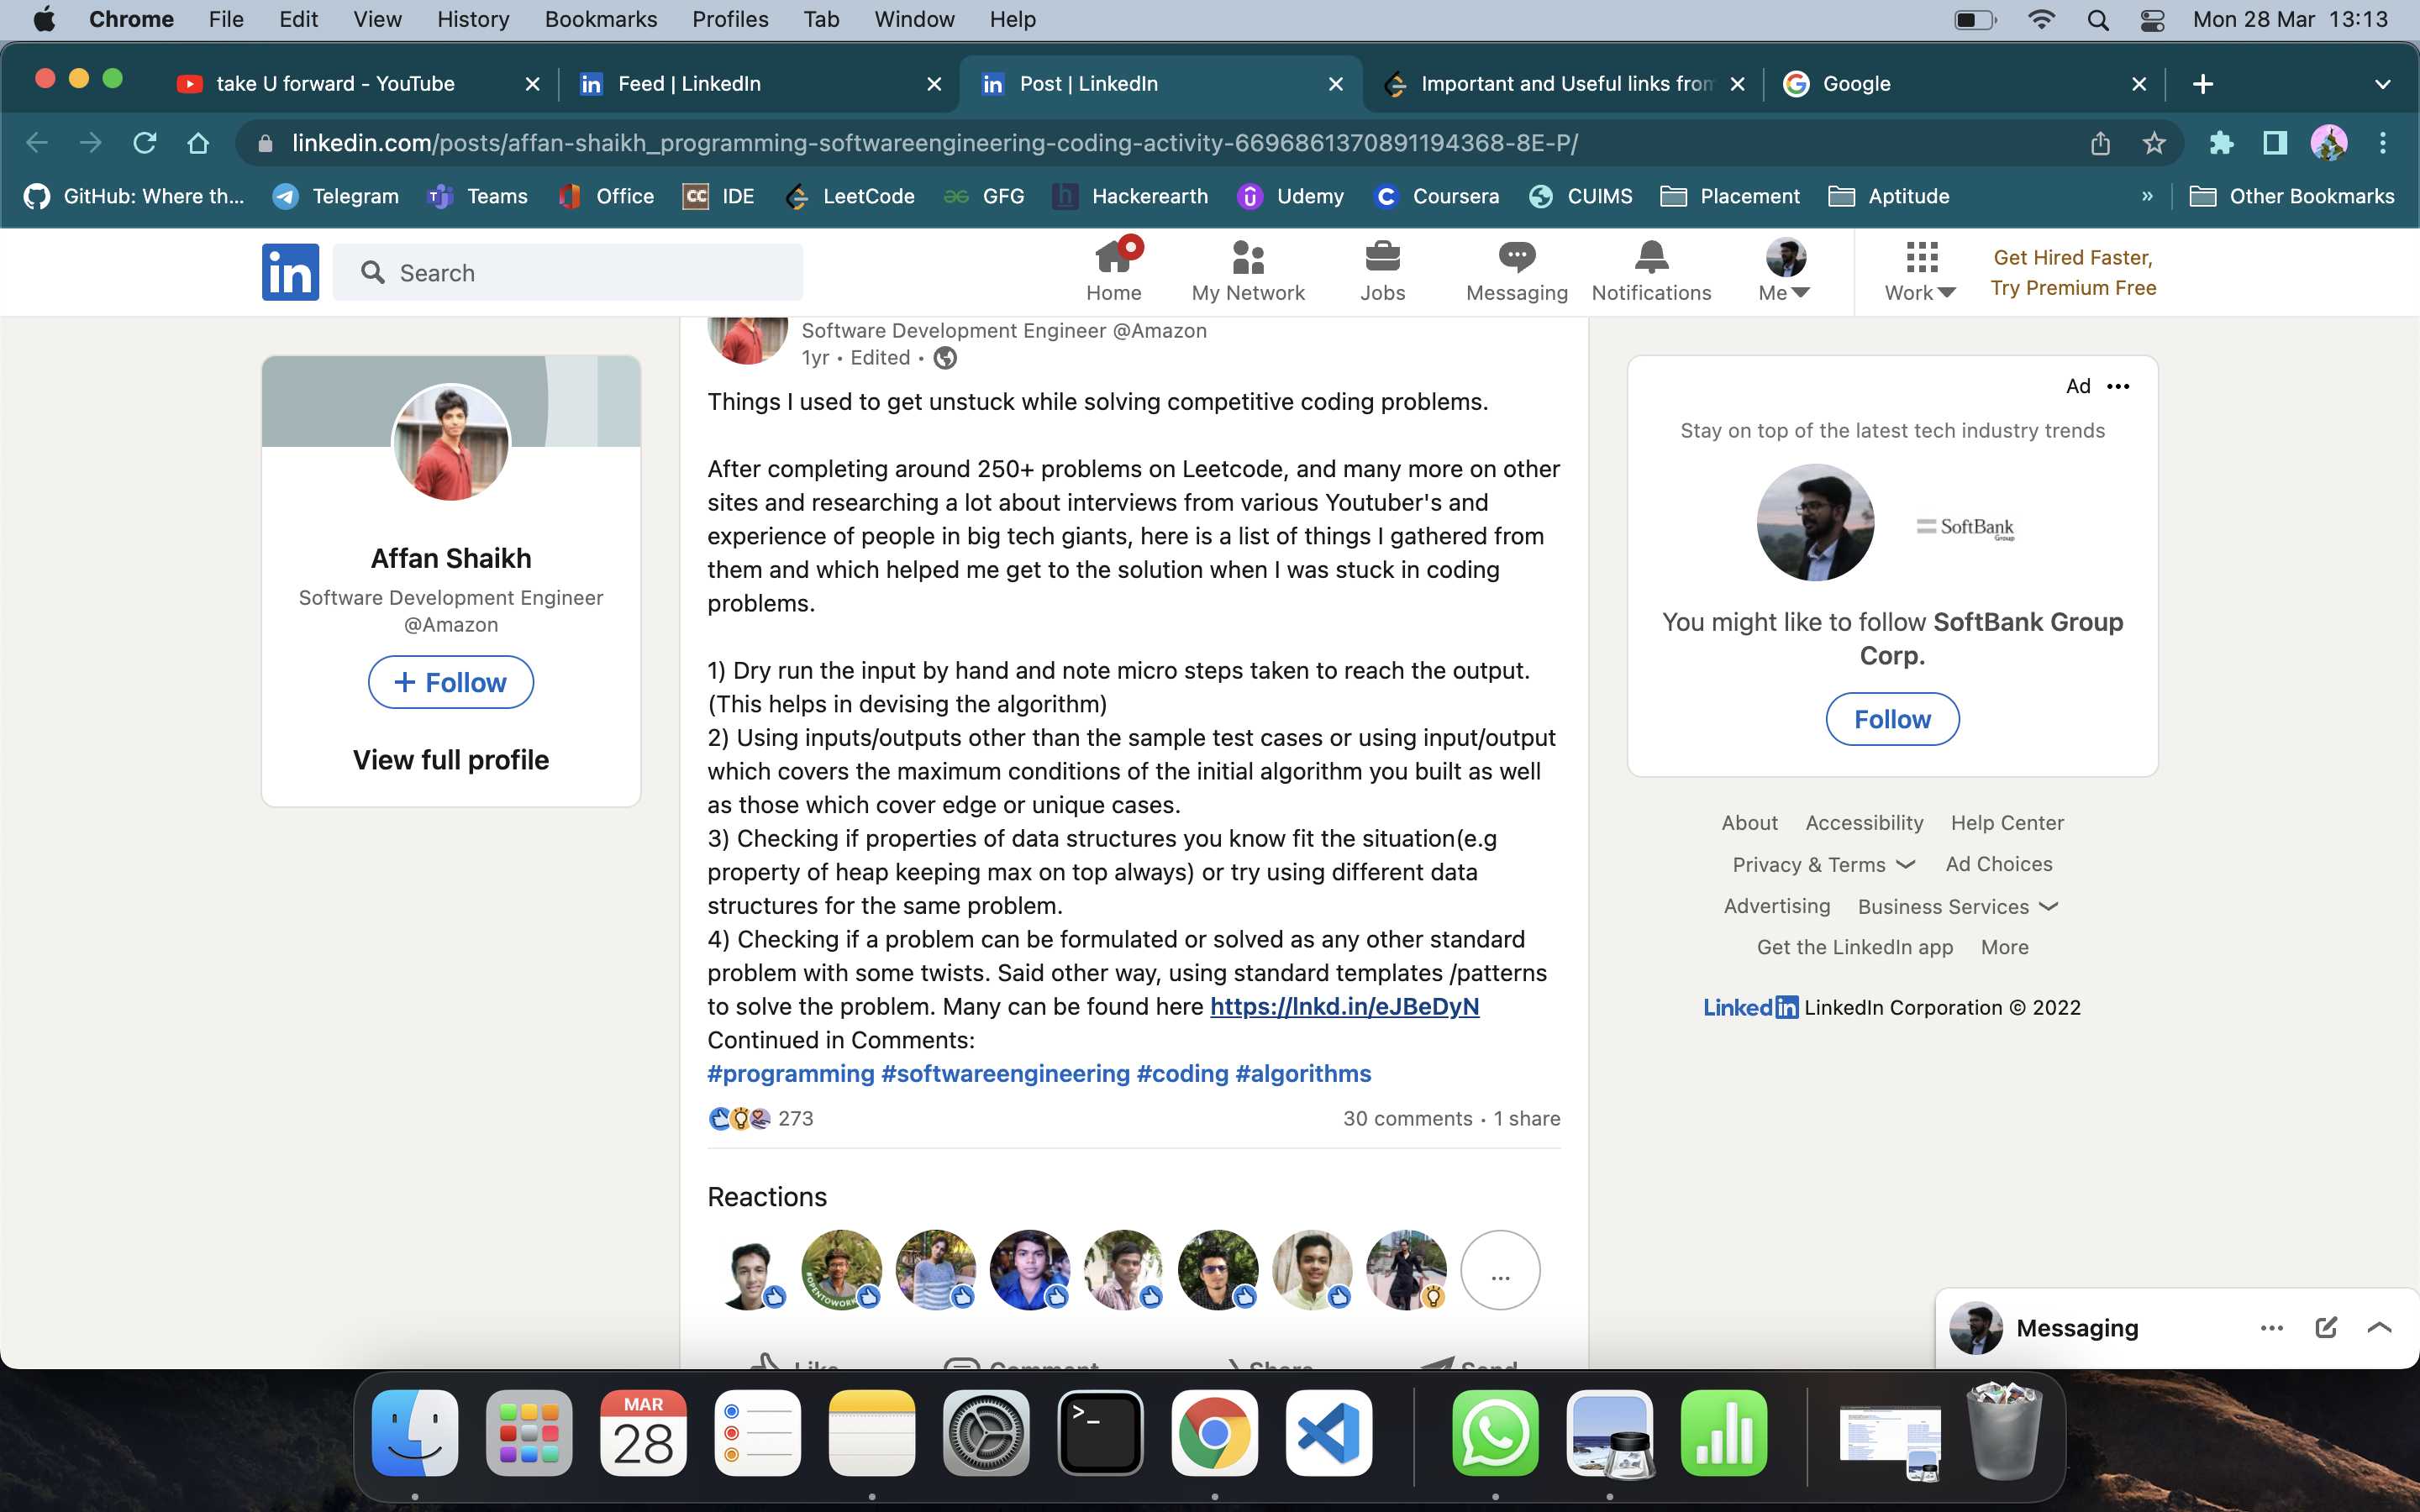 Chrome File Edit View History Bookmarks Profiles Tab Window Help Mon 28 Mar 13:13
take U forward - YouTube Feed | LinkedIn Post | LinkedIn Important and Useful links from Google
linkedin.com/posts/affan-shaikh_programming-softwareengineering-coding-activity-6696861370891194368-8E-P/
GitHub: Where th... Telegram Teams Office CC IDE LeetCode GFG Hackerearth Udemy Coursera CUIMS Placement Aptitude » Other Bookmarks
in Search Home My Network Jobs Messaging Notifications Me Work Get Hired Faster,
Try Premium Free
Affan Shaikh
Software Development Engineer
@Amazon
+ Follow
View full profile
Software Development Engineer @Amazon
1yr • Edited •
Things I used to get unstuck while solving competitive coding problems.
After completing around 250+ problems on Leetcode, and many more on other
sites and researching a lot about interviews from various Youtuber's and
experience of people in big tech giants, here is a list of things I gathered from
them and which helped me get to the solution when I was stuck in coding
problems.
1) Dry run the input by hand and note micro steps taken to reach the output.
(This helps in devising the algorithm)
2) Using inputs/outputs other than the sample test cases or using input/output
which covers the maximum conditions of the initial algorithm you built as well
as those which cover edge or unique cases.
3) Checking if properties of data structures you know fit the situation(e.g
property of heap keeping max on top always) or try using different data
structures for the same problem.
4) Checking if a problem can be formulated or solved as any other standard
problem with some twists. Said other way, using standard templates /patterns
to solve the problem. Many can be found here https://lnkd.in/eJBeDyN
Continued in Comments:
#programming #softwareengineering #coding #algorithms
273 30 comments • 1 share
Reactions
#OPENTOWORK
...
Like Comment Share Send
Ad •••
Stay on top of the latest tech industry trends
SoftBank
Group
You might like to follow SoftBank Group
Corp.
Follow
About Accessibility Help Center
Privacy & Terms Ad Choices
Advertising Business Services
Get the LinkedIn app More
LinkedIn LinkedIn Corporation © 2022
Messaging
MAR
28
>_